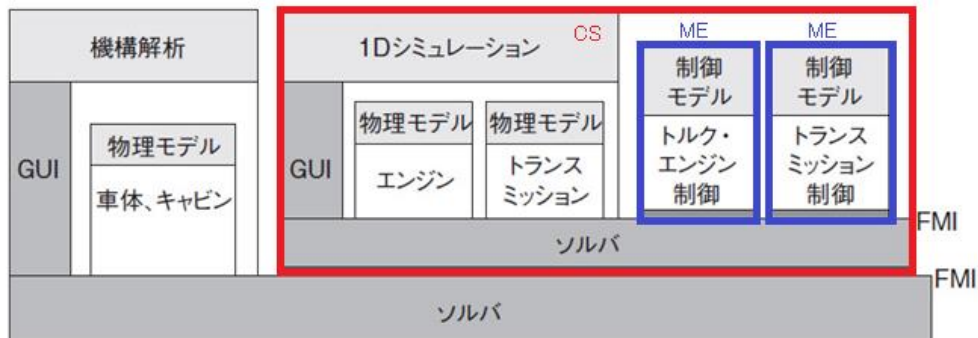 機構解析
GUI
物理モデル
車体、キャビン
1Dシミュレーション
CS
GUI
物理モデル
エンジン
物理モデル
トランス
ミッション
ME
制御
モデル
トルク・
エンジン
制御
ME
制御
モデル
トランス
ミッション
制御
ソルバ
FMI
ソルバ
FMI